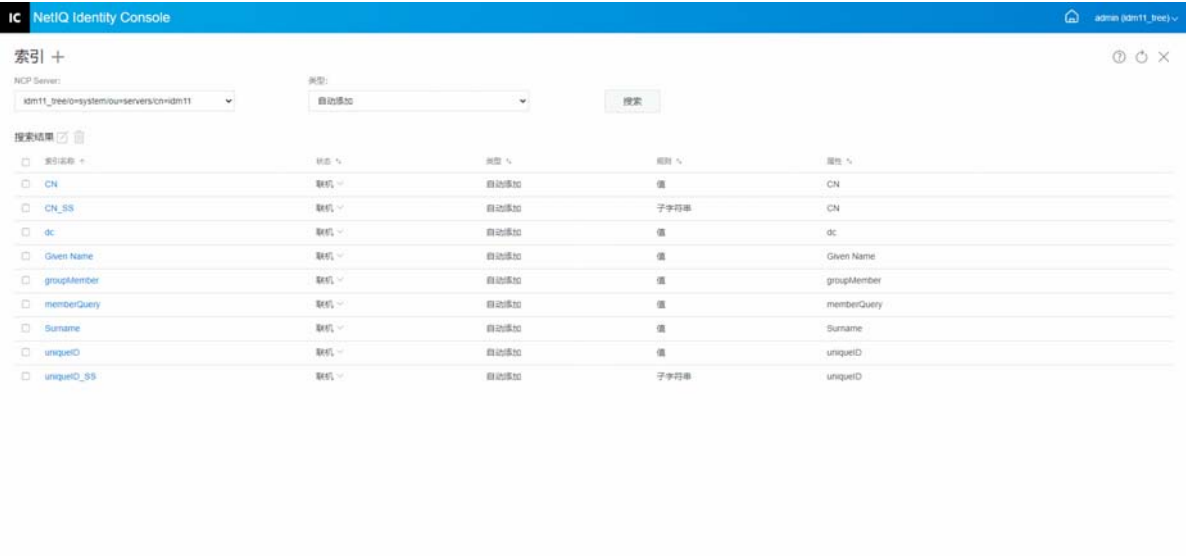 IC NetIQ Identity Console admin (idm11_tree)
索引
NCP Server: 类型:
idm11_tree/o=system/ou=servers/cn=idm11 自动添加 搜索
搜索结果
索引名称 状态 类型 规则 属性
CN 联机 自动添加 值 CN
CN_SS 联机 自动添加 子字符串 CN
dc 联机 自动添加 值 dc
Given Name 联机 自动添加 值 Given Name
groupMember 联机 自动添加 值 groupMember
memberQuery 联机 自动添加 值 memberQuery
Surname 联机 自动添加 值 Surname
uniqueID 联机 自动添加 值 uniqueID
uniqueID_SS 联机 自动添加 子字符串 uniqueID